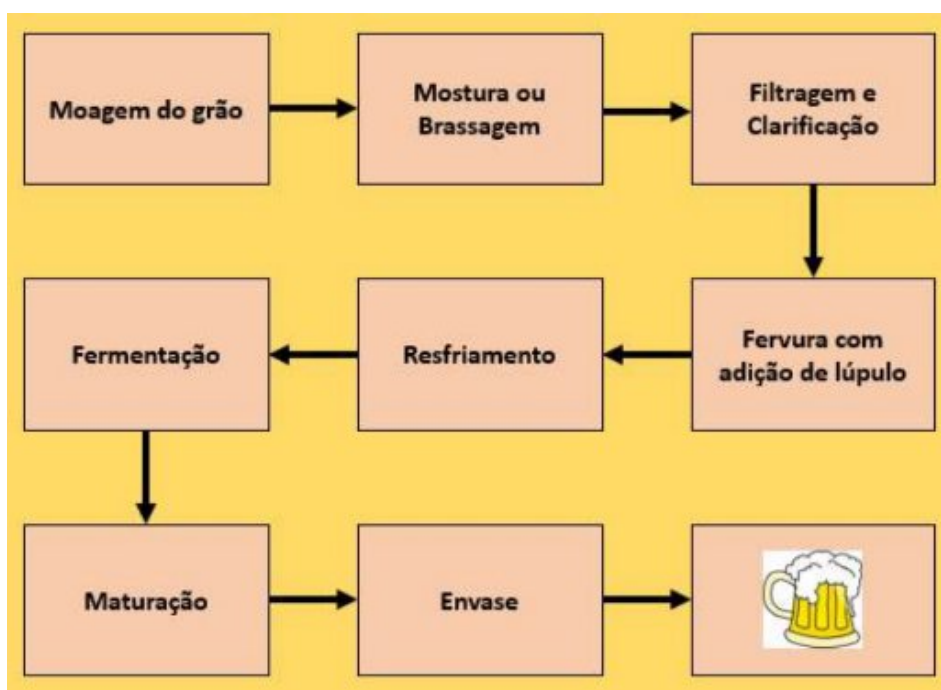 Moagem do grão
Mostura ou
Brassagem
Filtragem e
Clarificação
Fervura com
adição de lúpulo
Resfriamento
Fermentação
Maturação
Envase